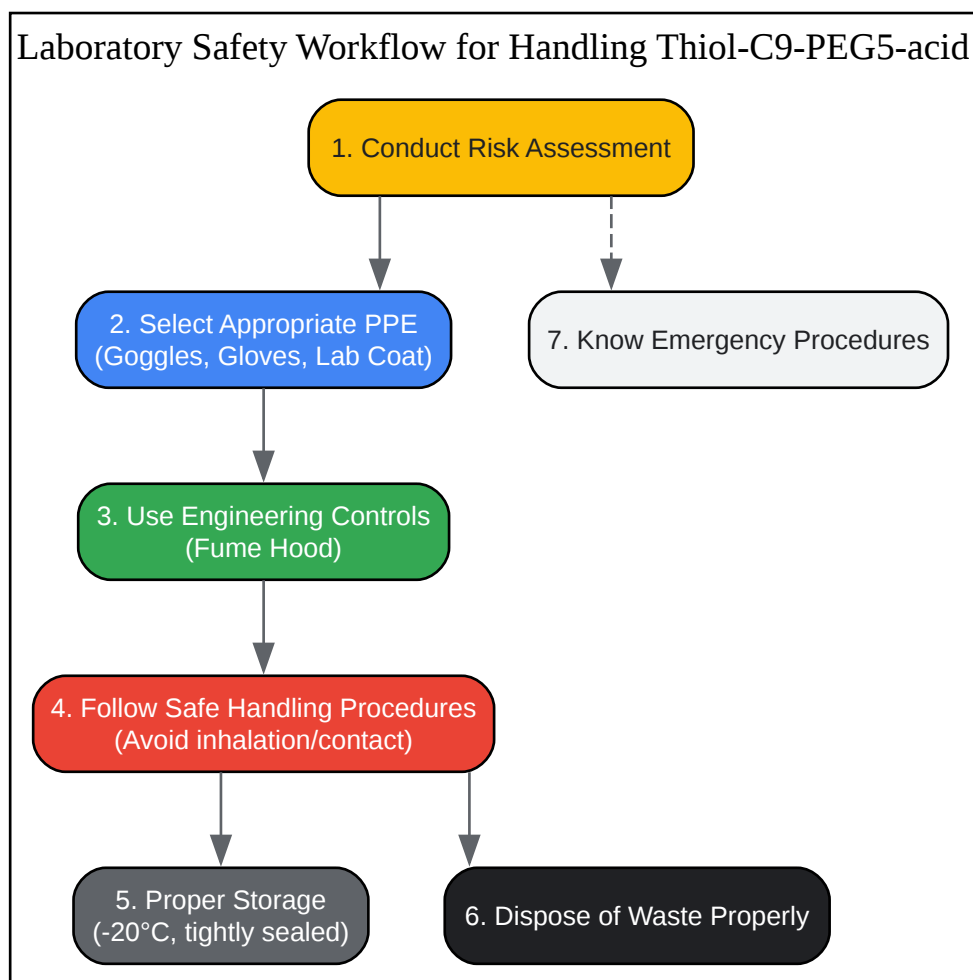 Laboratory Safety Workflow for Handling Thiol-C9-PEG5-acid
1. Conduct Risk Assessment
2. Select Appropriate PPE
(Goggles, Gloves, Lab Coat)
7. Know Emergency Procedures
3. Use Engineering Controls
(Fume Hood)
4. Follow Safe Handling Procedures
(Avoid inhalation/contact)
5. Proper Storage
(-20°C, tightly sealed)
6. Dispose of Waste Properly